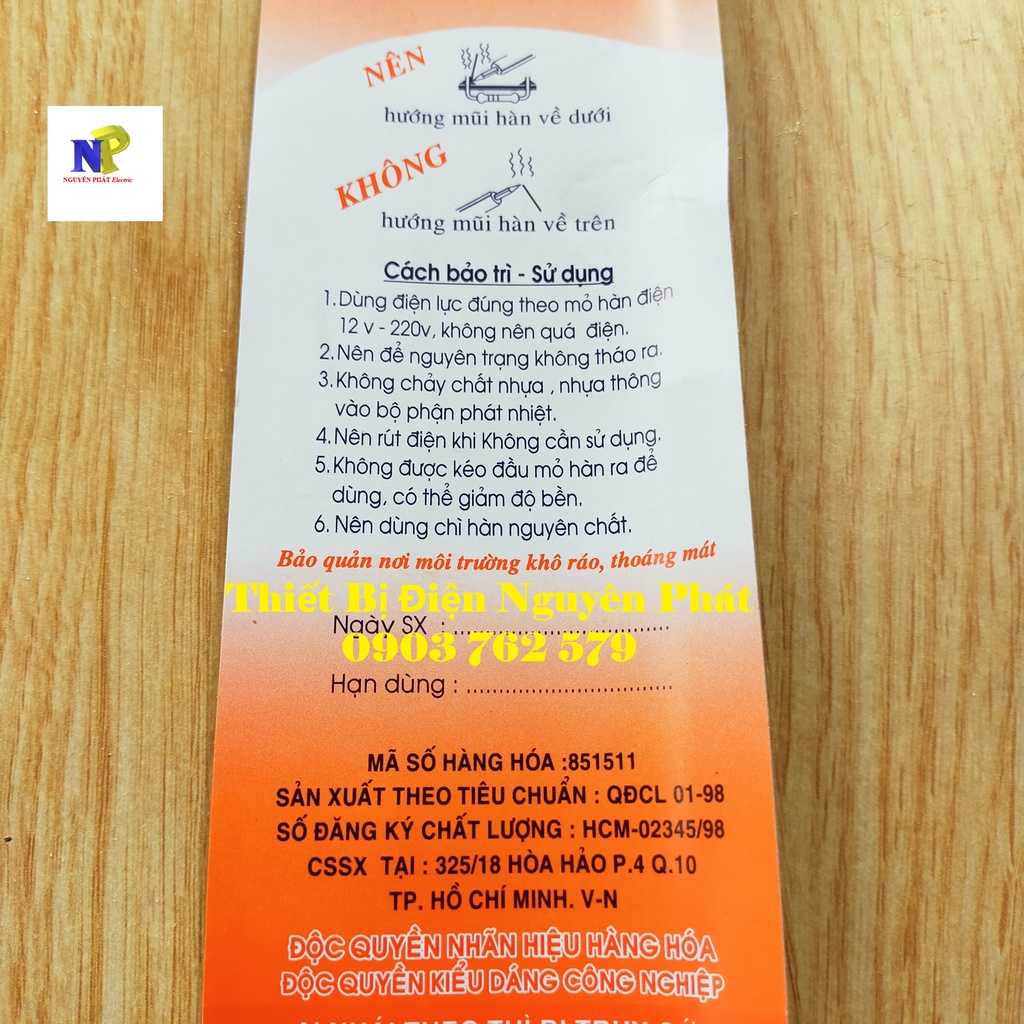 NP
NGUYÊN PHÁT Electric
NÊN
hướng mũi hàn về dưới
KHÔNG
hướng mũi hàn về trên
Cách bảo trì - Sử dụng
1.Dùng điện lực đúng theo mỏ hàn điện
12 v - 220v, không nên quá điện.
2.Nên để nguyên trạng không tháo ra.
3.Không chảy chất nhựa , nhựa thông
vào bộ phận phát nhiệt.
4.Nên rút điện khi Không cần sử dụng.
5.Không được kéo đầu mỏ hàn ra để
dùng, có thể giảm độ bền.
6.Nên dùng chì hàn nguyên chất.
Bảo quản nơi môi trường khô ráo, thoáng mát
Thiết Bị Điện Nguyên Phát
Ngày SX : ..................................
0903 762 579
Hạn dùng : ................................
MÃ SỐ HÀNG HÓA :851511
SẢN XUẤT THEO TIÊU CHUẨN : QĐCL 01-98
SỐ ĐĂNG KÝ CHẤT LƯỢNG : HCM-02345/98
CSSX TẠI : 325/18 HÒA HẢO P.4 Q.10
TP. HỒ CHÍ MINH. V-N
ĐỘC QUYỀN NHÃN HIỆU HÀNG HÓA
ĐỘC QUYỀN KIỂU DÁNG CÔNG NGHIỆP
THEO THÌ BỊ TRUY